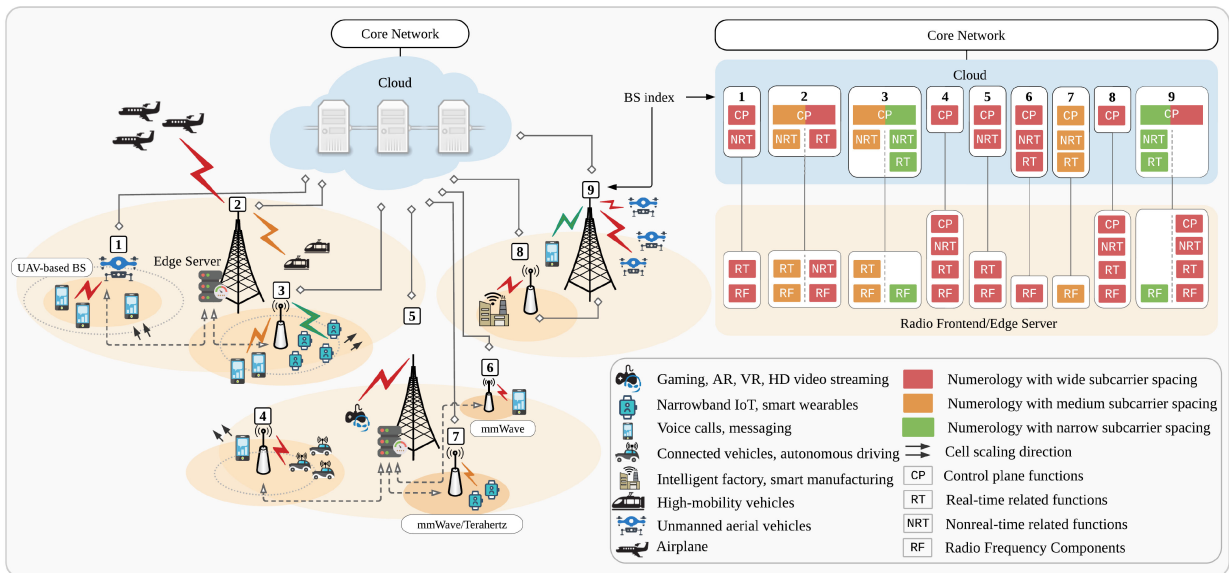 Core Network
Cloud
2
1
UAV-based BS
Edge Server
3
5
8
9
6
mmWave
4
7
mmWave/Terahertz
BS index
Core Network
Cloud
1 2 3 4 5 6 7 8 9
CP CP CP CP CP CP CP CP CP
NRT NRT RT NRT NRT NRT NRT NRT NRT
RT RT RT RT
CP CP CP
NRT NRT NRT
RT RT NRT RT RT RT RT RT
RF RF RF RF RF RF RF RF RF RF RF RF
Radio Frontend/Edge Server
Gaming, AR, VR, HD video streaming
Narrowband IoT, smart wearables
Voice calls, messaging
Connected vehicles, autonomous driving
Intelligent factory, smart manufacturing
High-mobility vehicles
Unmanned aerial vehicles
Airplane
Numerology with wide subcarrier spacing
Numerology with medium subcarrier spacing
Numerology with narrow subcarrier spacing
Cell scaling direction
CP Control plane functions
RT Real-time related functions
NRT Nonreal-time related functions
RF Radio Frequency Components